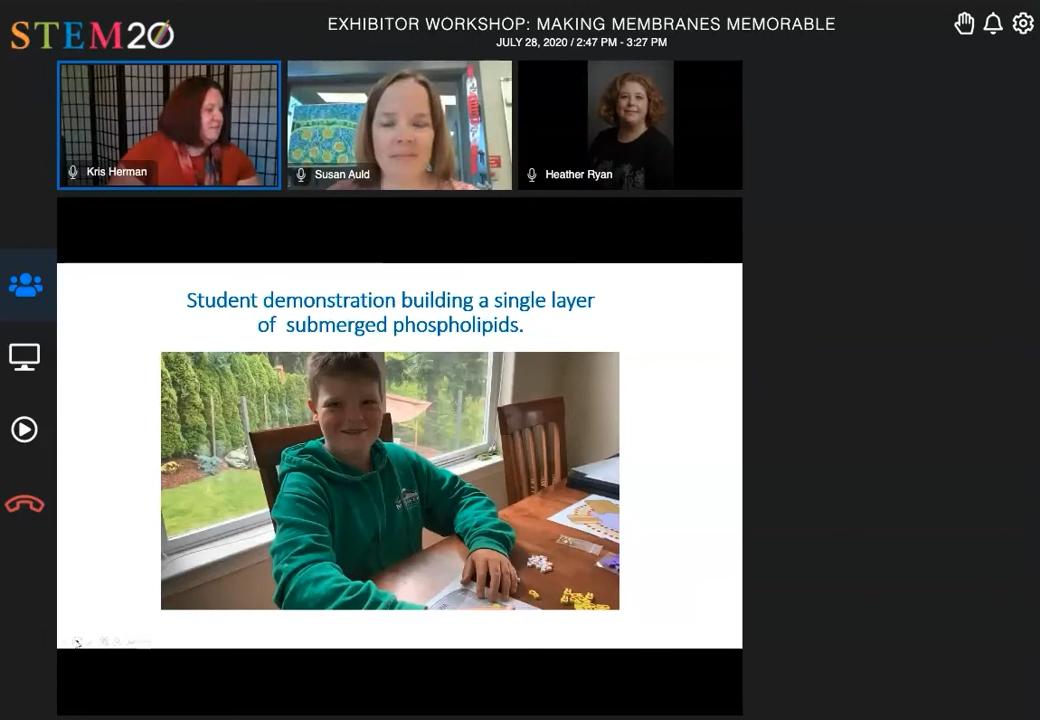 STEM20
EXHIBITOR WORKSHOP: MAKING MEMBRANES MEMORABLE
JULY 28, 2020 / 2:47 PM - 3:27 PM
Kris Herman
Susan Auld
Heather Ryan
Student demonstration building a single layer
of submerged phospholipids.